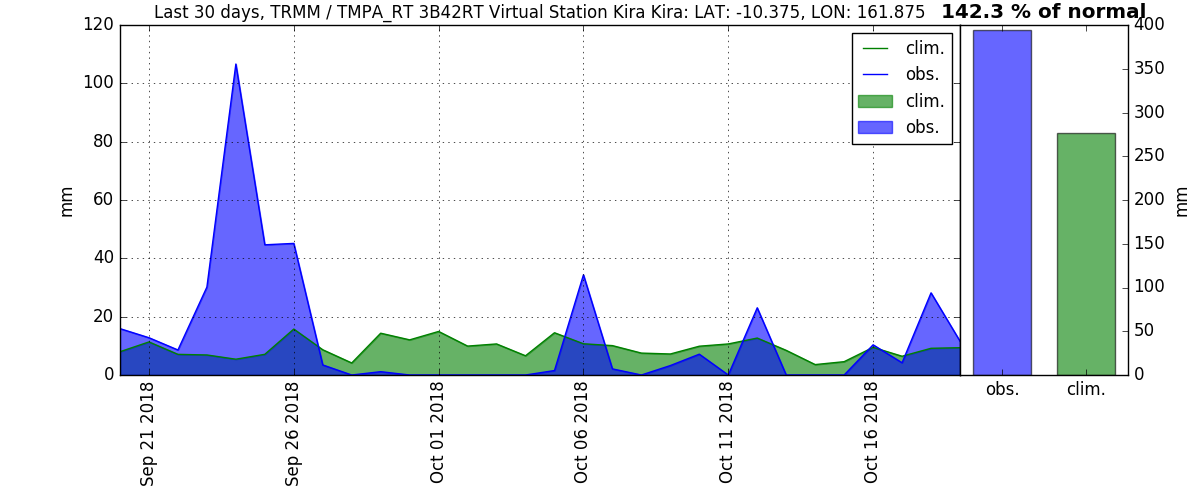 Last 30 days, TRMM / TMPA_RT 3B42RT Virtual Station Kira Kira: LAT: -10.375, LON: 161.875 142.3 % of normal
120
100
80
60
40
20
0
mm
clim.
obs.
clim.
obs.
400
350
300
250
200
150
100
50
0
mm
obs. clim.
Sep 21 2018
Sep 26 2018
Oct 01 2018
Oct 06 2018
Oct 11 2018
Oct 16 2018